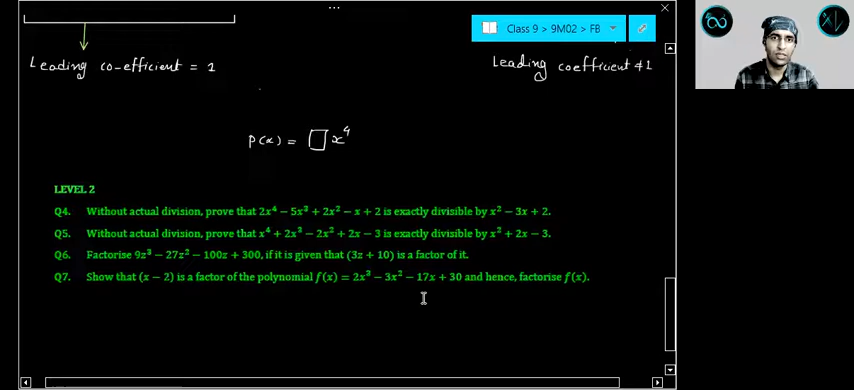 Class 9 > 9M02 > FB
Leading co-efficient = 1
Leading coefficient ≠ 1
P(x) = □ x⁴
LEVEL 2
Q4. Without actual division, prove that 2x⁴ − 5x³ + 2x² − x + 2 is exactly divisible by x² − 3x + 2.
Q5. Without actual division, prove that x⁴ + 2x³ − 2x² + 2x − 3 is exactly divisible by x² + 2x − 3.
Q6. Factorise 9z³ − 27z² − 100z + 300, if it is given that (3z + 10) is a factor of it.
Q7. Show that (x − 2) is a factor of the polynomial f(x) = 2x³ − 3x² − 17x + 30 and hence, factorise f(x).